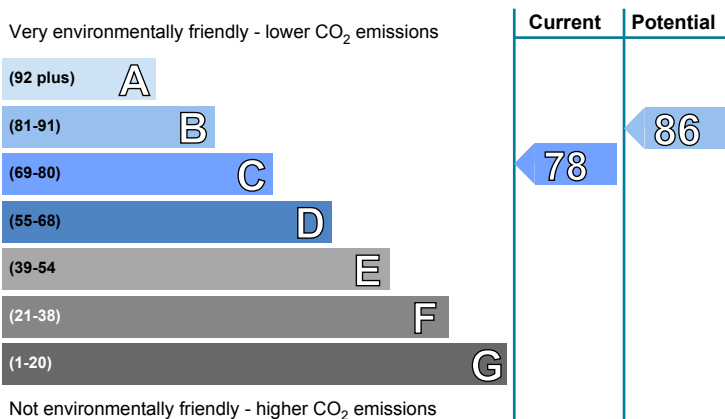 Very environmentally friendly - lower CO2 emissions
Current
Potential
(92 plus) A
(81-91) B
86
(69-80) C
78
(55-68) D
(39-54 E
(21-38) F
(1-20) G
Not environmentally friendly - higher CO2 emissions